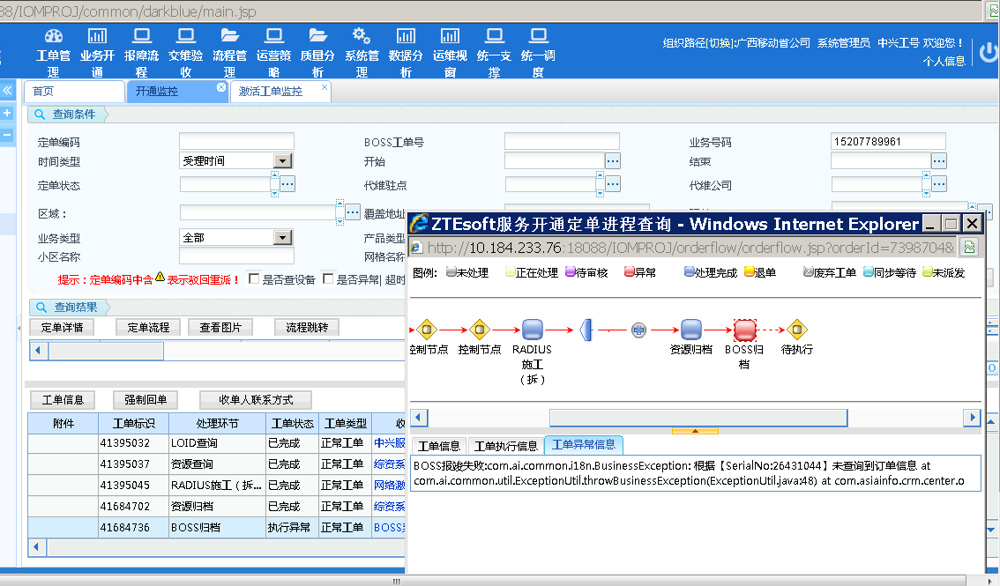 88/IOMPROJ/common/darkblue/main.jsp
工单管理 业务开通 报障流程 交维验收 流程管理 运营策略 质量分析 系统管理 数据分析 运维视窗 统一支撑 统一调度
组织路径[切换]:广西移动省公司 系统管理员 中兴工号 欢迎您！
个人信息
首页 开通监控 激活工单监控
查询条件
定单编码 BOSS工单号 业务号码 15207789961
时间类型 受理时间 开始 结束
定单状态 代维驻点 代维公司
区域： 覆盖地址
业务类型 全部 产品类型
小区名称 网格名称
提示：定单编码中含 表示驳回重派！ 是否查设备 是否异常| 超时
查询结果
定单详情 定单流程 查看图片 流程跳转
工单信息 强制回单 收单人联系方式
附件 工单标识 处理环节 工单状态 工单类型 收
41395032 LOID查询 已完成 正常工单 中兴服
41395037 资源查询 已完成 正常工单 综资系
41395045 RADIUS施工（拆... 已完成 正常工单 网络激
41684702 资源归档 已完成 正常工单 综资系
41684736 BOSS归档 执行异常 正常工单 BOSS
ZTEsoft服务开通定单进程查询 - Windows Internet Explorer
http://10.184.233.76:18088/IOMPROJ/orderflow/orderflow.jsp?orderId=7398704&
图例: 未处理 正在处理 待审核 异常 处理完成 退单 废弃工单 同步等待 未派发
控制节点 控制节点 RADIUS施工（拆） 资源归档 BOSS归档 待执行
工单信息 工单执行信息 工单异常信息
BOSS报竣失败:com.ai.common.i18n.BusinessException: 根据【SerialNo:26431044】未查询到订单信息 at
com.ai.common.util.ExceptionUtil.throwBusinessException(ExceptionUtil.java:48) at com.asiainfo.crm.center.o